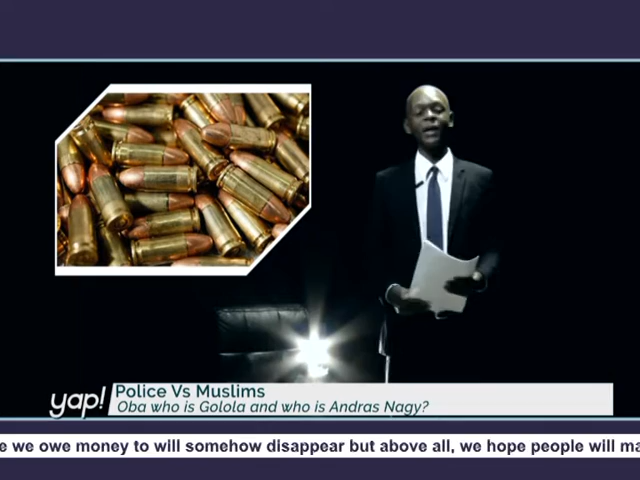 yap!
Police Vs Muslims
Oba who is Golola and who is Andras Nagy?
we owe money to will somehow disappear but above all, we hope people will